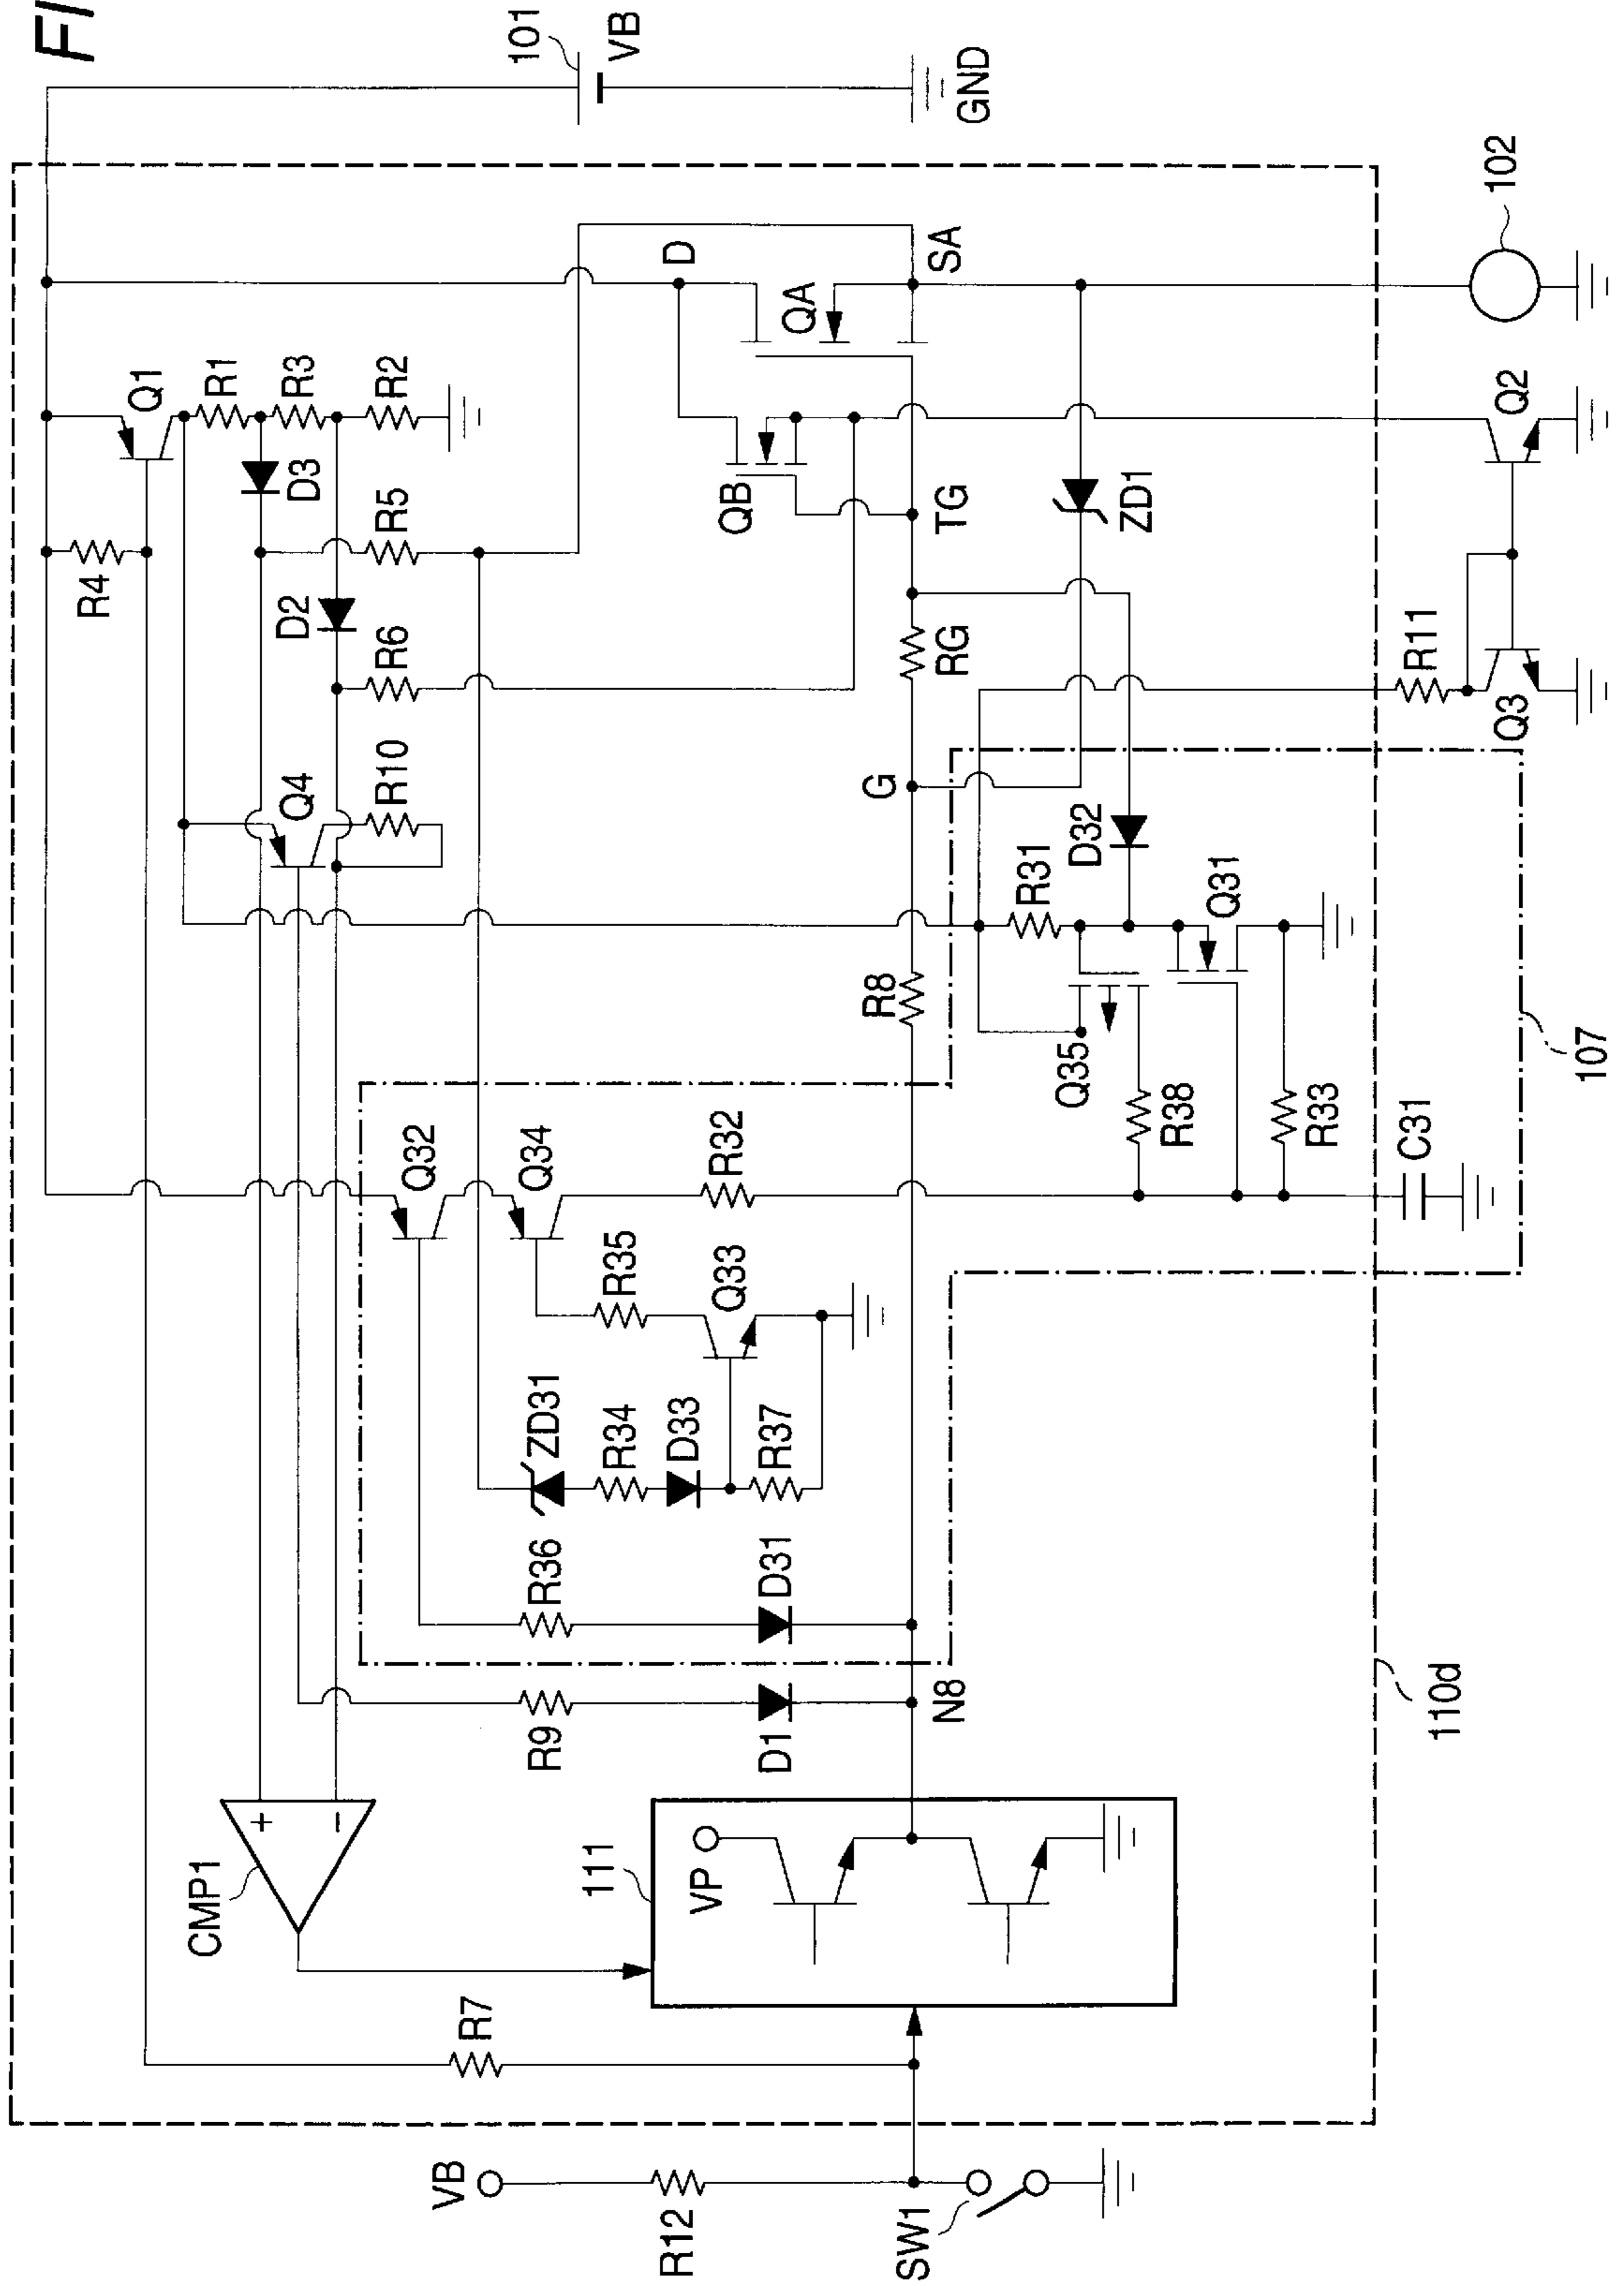 FI
101
VB
GND
102
D
QA
SA
Q1
R1
R3
R2
D3
R5
R4
D2
R6
QB
TG
ZD1
Q2
RG
R11
Q3
Q4
R10
G
D32
R31
Q31
R8
Q35
R38
R33
C31
107
Q32
Q34
R32
R35
Q33
ZD31
R34
D33
R37
R36
D31
R9
D1
N8
110d
+
−
CMP1
111
VP
R7
VB
R12
SW1